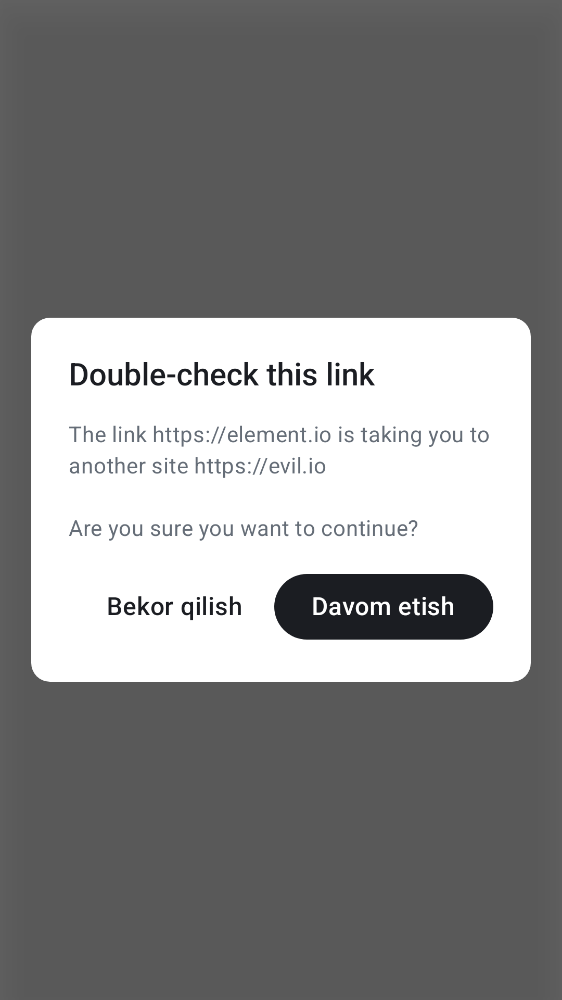 Double-check this link
The link https://element.io is taking you to
another site https://evil.io
Are you sure you want to continue?
Bekor qilish
Davom etish